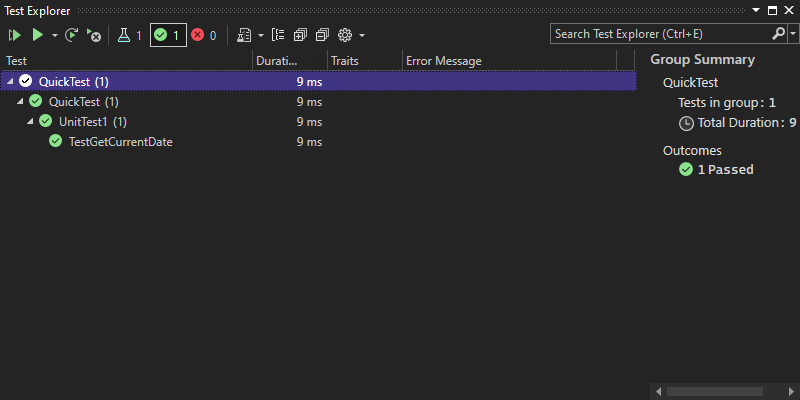 Test Explorer
1 1 0
Search Test Explorer (Ctrl+E)
Test Durati... Traits Error Message
QuickTest (1) 9 ms
QuickTest (1) 9 ms
UnitTest1 (1) 9 ms
TestGetCurrentDate 9 ms
Group Summary
QuickTest
Tests in group: 1
Total Duration: 9
Outcomes
1 Passed